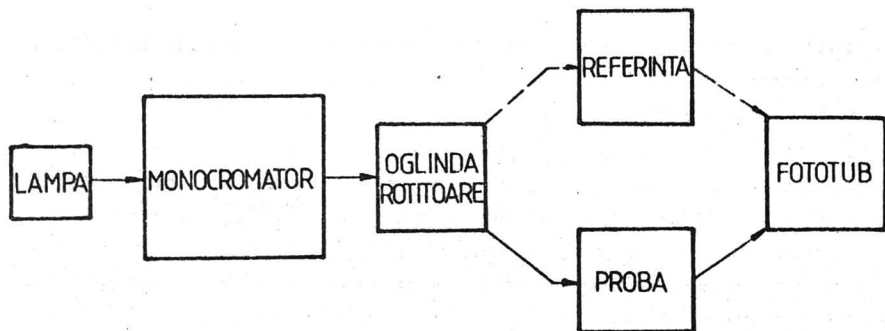 LAMPA
MONOCROMATOR
OGLINDA
ROTITOARE
REFERINTA
PROBA
FOTOTUB